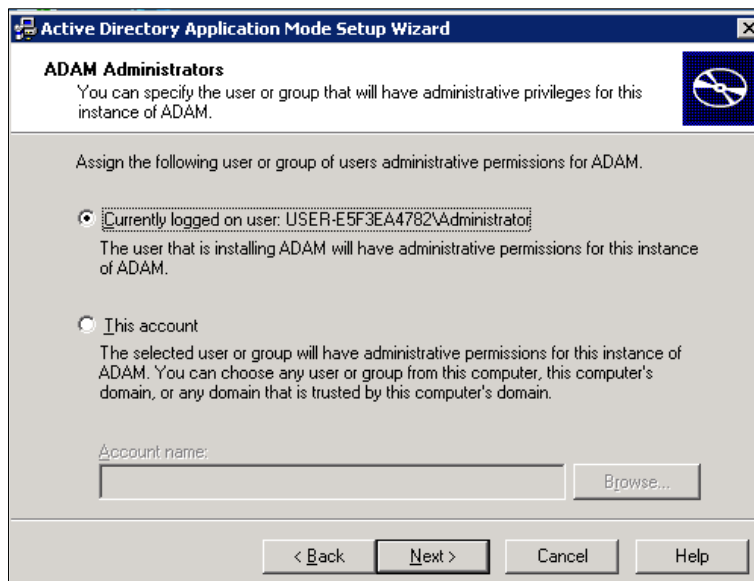 Active Directory Application Mode Setup Wizard
ADAM Administrators
You can specify the user or group that will have administrative privileges for this
instance of ADAM.
Assign the following user or group of users administrative permissions for ADAM.
Currently logged on user: USER-E5F3EA4782\Administrator
The user that is installing ADAM will have administrative permissions for this instance
of ADAM.
This account
The selected user or group will have administrative permissions for this instance of
ADAM. You can choose any user or group from this computer, this computer's
domain, or any domain that is trusted by this computer's domain.
Account name:
Browse...
< Back
Next >
Cancel
Help